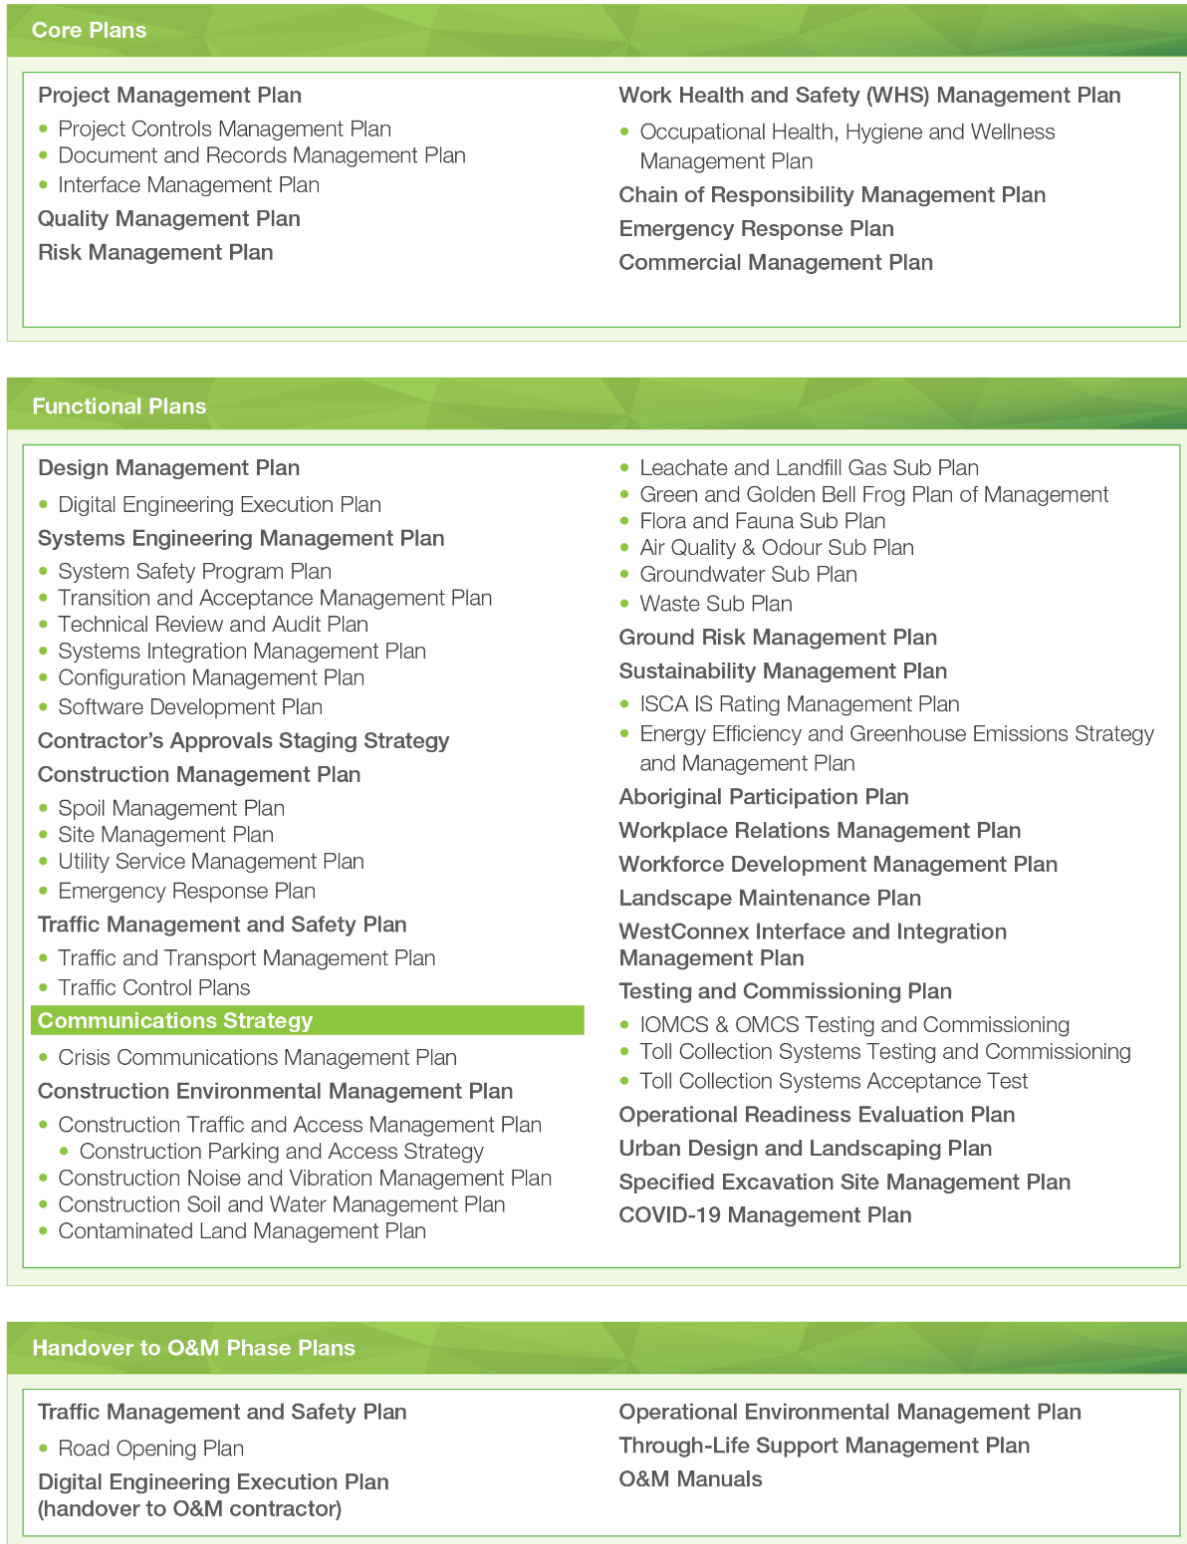 Core Plans
Project Management Plan
• Project Controls Management Plan
• Document and Records Management Plan
• Interface Management Plan
Quality Management Plan
Risk Management Plan
Work Health and Safety (WHS) Management Plan
• Occupational Health, Hygiene and Wellness
Management Plan
Chain of Responsibility Management Plan
Emergency Response Plan
Commercial Management Plan
Functional Plans
Design Management Plan
• Digital Engineering Execution Plan
Systems Engineering Management Plan
• System Safety Program Plan
• Transition and Acceptance Management Plan
• Technical Review and Audit Plan
• Systems Integration Management Plan
• Configuration Management Plan
• Software Development Plan
Contractor's Approvals Staging Strategy
Construction Management Plan
• Spoil Management Plan
• Site Management Plan
• Utility Service Management Plan
• Emergency Response Plan
Traffic Management and Safety Plan
• Traffic and Transport Management Plan
• Traffic Control Plans
Communications Strategy
• Crisis Communications Management Plan
Construction Environmental Management Plan
• Construction Traffic and Access Management Plan
• Construction Parking and Access Strategy
• Construction Noise and Vibration Management Plan
• Construction Soil and Water Management Plan
• Contaminated Land Management Plan
• Leachate and Landfill Gas Sub Plan
• Green and Golden Bell Frog Plan of Management
• Flora and Fauna Sub Plan
• Air Quality & Odour Sub Plan
• Groundwater Sub Plan
• Waste Sub Plan
Ground Risk Management Plan
Sustainability Management Plan
• ISCA IS Rating Management Plan
• Energy Efficiency and Greenhouse Emissions Strategy
and Management Plan
Aboriginal Participation Plan
Workplace Relations Management Plan
Workforce Development Management Plan
Landscape Maintenance Plan
WestConnex Interface and Integration
Management Plan
Testing and Commissioning Plan
• IOMCS & OMCS Testing and Commissioning
• Toll Collection Systems Testing and Commissioning
• Toll Collection Systems Acceptance Test
Operational Readiness Evaluation Plan
Urban Design and Landscaping Plan
Specified Excavation Site Management Plan
COVID-19 Management Plan
Handover to O&M Phase Plans
Traffic Management and Safety Plan
• Road Opening Plan
Digital Engineering Execution Plan
(handover to O&M contractor)
Operational Environmental Management Plan
Through-Life Support Management Plan
O&M Manuals